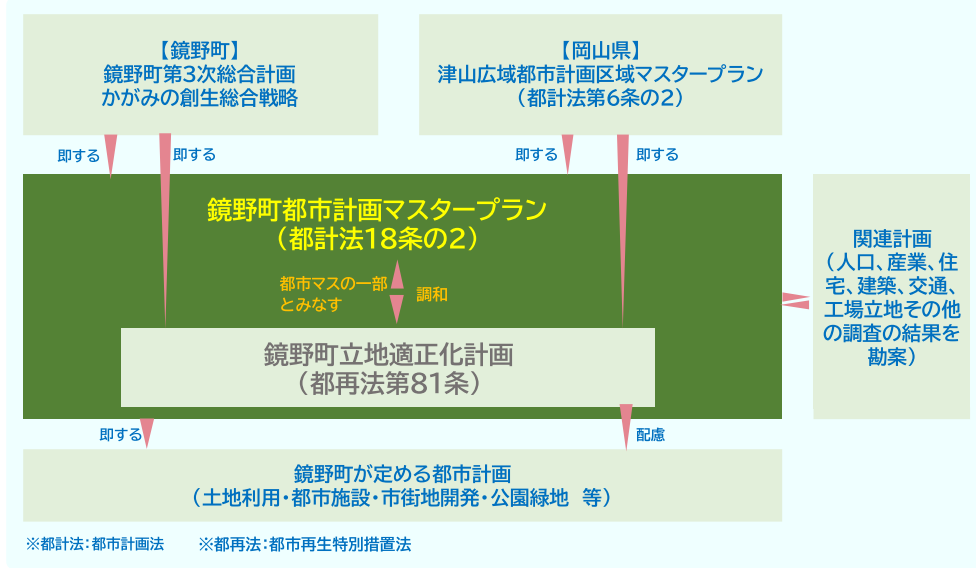 【鏡野町】
鏡野町第3次総合計画
かがみの創生総合戦略
【岡山県】
津山広域都市計画区域マスタープラン
（都計法第6条の2）
即する
即する
即する
即する
鏡野町都市計画マスタープラン
（都計法18条の2）
都市マスの一部
とみなす
調和
鏡野町立地適正化計画
（都再法第81条）
関連計画
（人口、産業、住
宅、建築、交通、
工場立地その他
の調査の結果を
勘案）
即する
配慮
鏡野町が定める都市計画
（土地利用・都市施設・市街地開発・公園緑地　等）
※都計法：都市計画法
※都再法：都市再生特別措置法